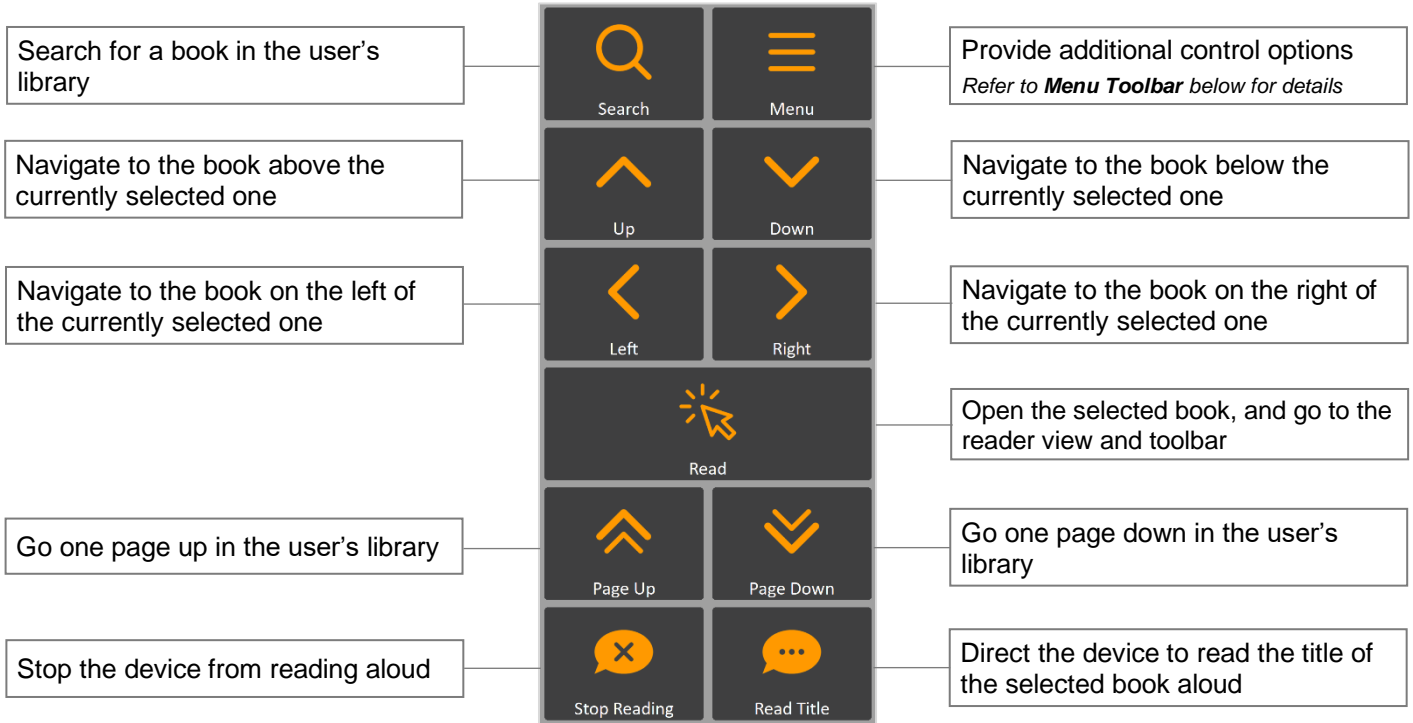 Search for a book in the user's
library
Search
Menu
Provide additional control options
Refer to Menu Toolbar below for details
Navigate to the book above the
currently selected one
Up
Down
Navigate to the book below the
currently selected one
Navigate to the book on the left of
the currently selected one
Left
Right
Navigate to the book on the right of
the currently selected one
Read
Open the selected book, and go to the
reader view and toolbar
Go one page up in the user's library
Page Up
Page Down
Go one page down in the user's
library
Stop the device from reading aloud
Stop Reading
Read Title
Direct the device to read the title of
the selected book aloud